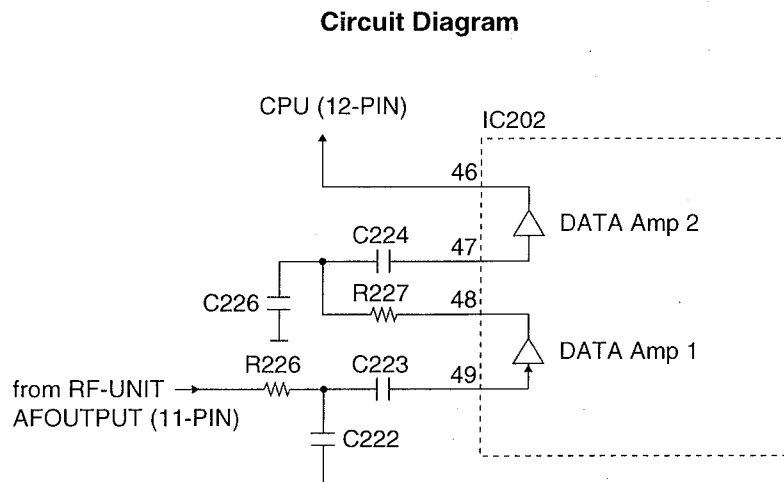 Circuit Diagram
CPU (12-PIN)
IC202
46
DATA Amp 2
C224
47
C226
R227
48
DATA Amp 1
R226
C223
49
from RF-UNIT
AFOUTPUT (11-PIN)
C222